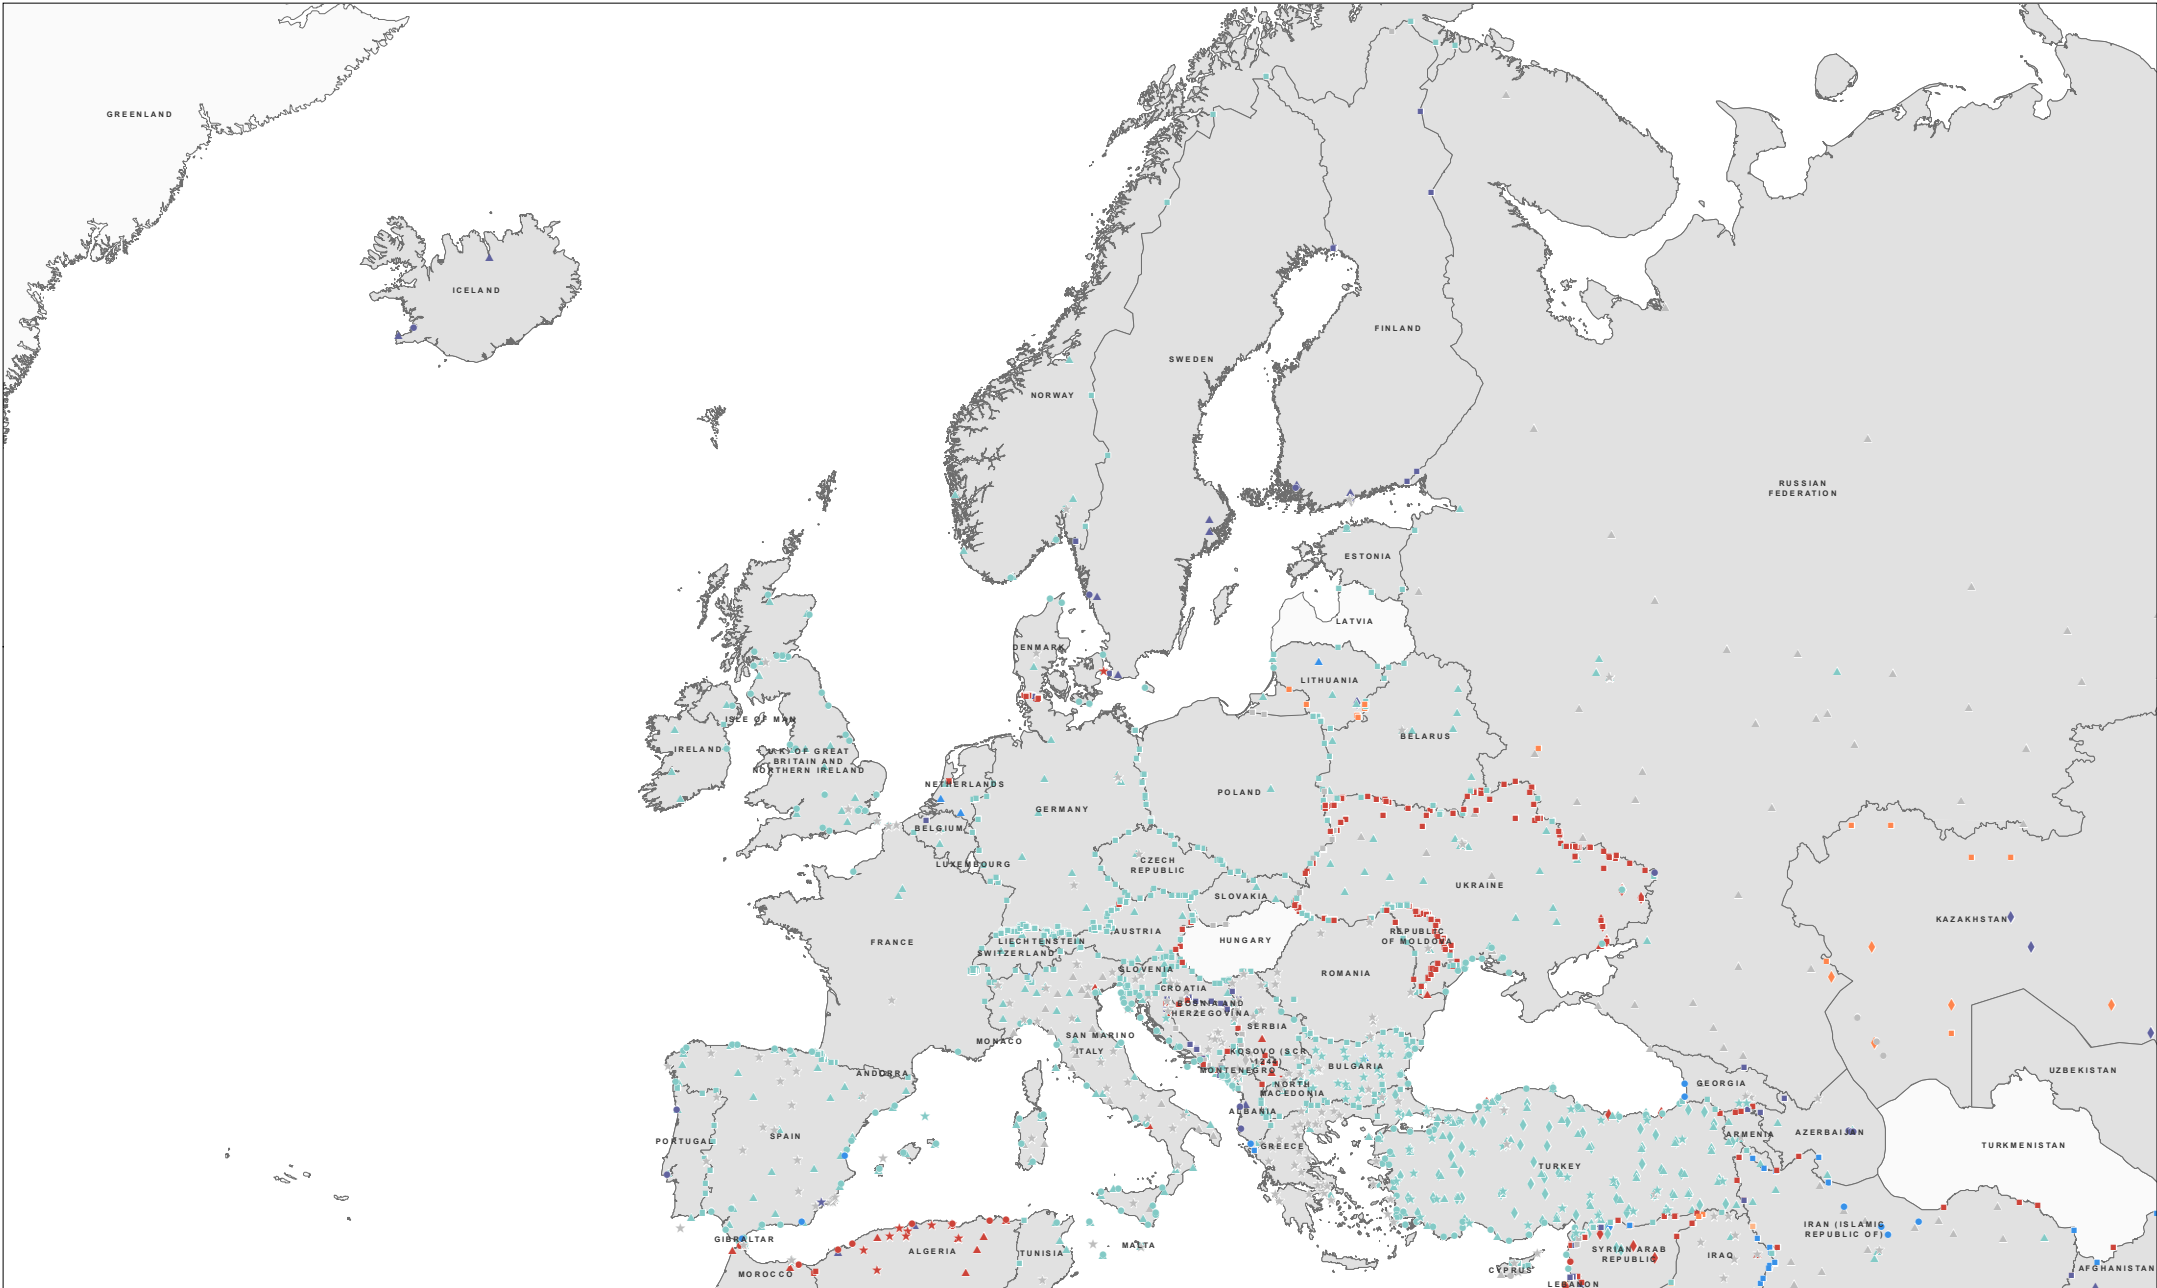 GREENLAND
ICELAND
FINLAND
SWEDEN
NORWAY
RUSSIAN
FEDERATION
ESTONIA
LATVIA
DENMARK
LITHUANIA
ISLE OF MAN
BELARUS
IRELAND
U.K. OF GREAT
BRITAIN AND
NORTHERN IRELAND
NETHERLANDS
POLAND
GERMANY
BELGIUM
CZECH
REPUBLIC
LUXEMBOURG
UKRAINE
SLOVAKIA
KAZAKHSTAN
REPUBLIC
OF MOLDOVA
AUSTRIA
HUNGARY
FRANCE
LIECHTENSTEIN
SWITZERLAND
SLOVENIA
ROMANIA
CROATIA
BOSNIA AND
HERZEGOVINA
SERBIA
SAN MARINO
MONACO
ITALY
KOSOVO (SCR
1244)
BULGARIA
MONTENEGRO
ANDORRA
UZBEKISTAN
GEORGIA
NORTH
MACEDONIA
ALBANIA
AZERBAIJAN
ARMENIA
SPAIN
PORTUGAL
GREECE
TURKMENISTAN
TURKEY
IRAN (ISLAMIC
REPUBLIC OF)
GIBRALTAR
MALTA
ALGERIA
TUNISIA
SYRIAN ARAB
REPUBLIC
IRAQ
CYPRUS
AFGHANISTAN
MOROCCO
LEBANON